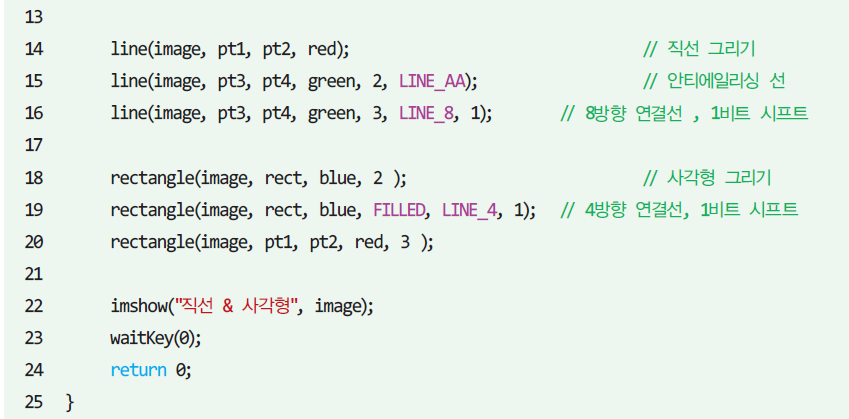 13
14 line(image, pt1, pt2, red); // 직선 그리기
15 line(image, pt3, pt4, green, 2, LINE_AA); // 안티에일리싱 선
16 line(image, pt3, pt4, green, 3, LINE_8, 1); // 8방향 연결선 , 1비트 시프트
17
18 rectangle(image, rect, blue, 2 ); // 사각형 그리기
19 rectangle(image, rect, blue, FILLED, LINE_4, 1); // 4방향 연결선, 1비트 시프트
20 rectangle(image, pt1, pt2, red, 3 );
21
22 imshow("직선 & 사각형", image);
23 waitKey(0);
24 return 0;
25 }